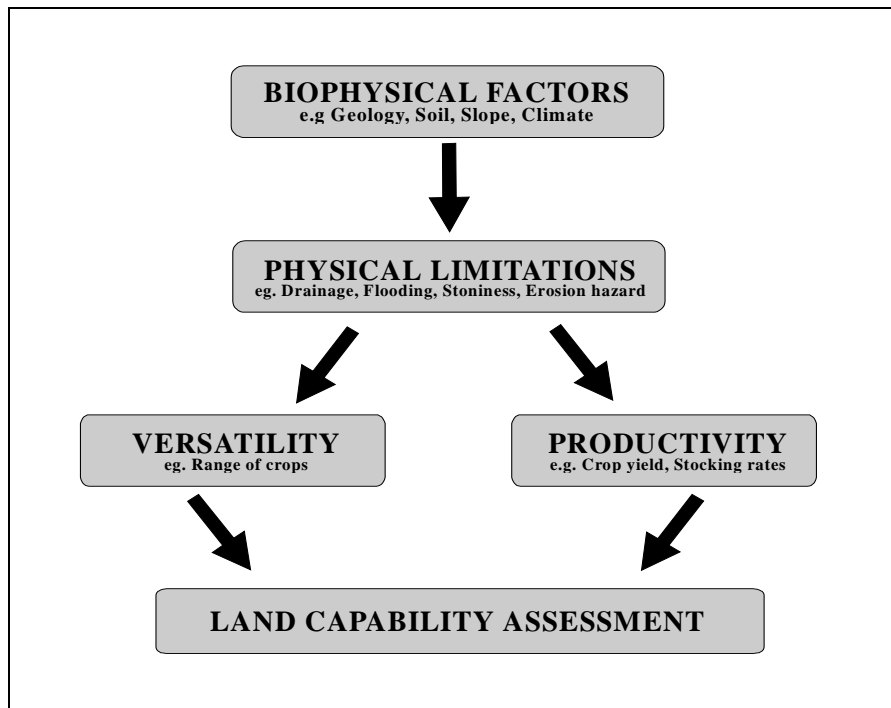 BIOPHYSICAL FACTORS
e.g Geology, Soil, Slope, Climate
PHYSICAL LIMITATIONS
eg. Drainage, Flooding, Stoniness, Erosion hazard
VERSATILITY
eg. Range of crops
PRODUCTIVITY
e.g. Crop yield, Stocking rates
LAND CAPABILITY ASSESSMENT